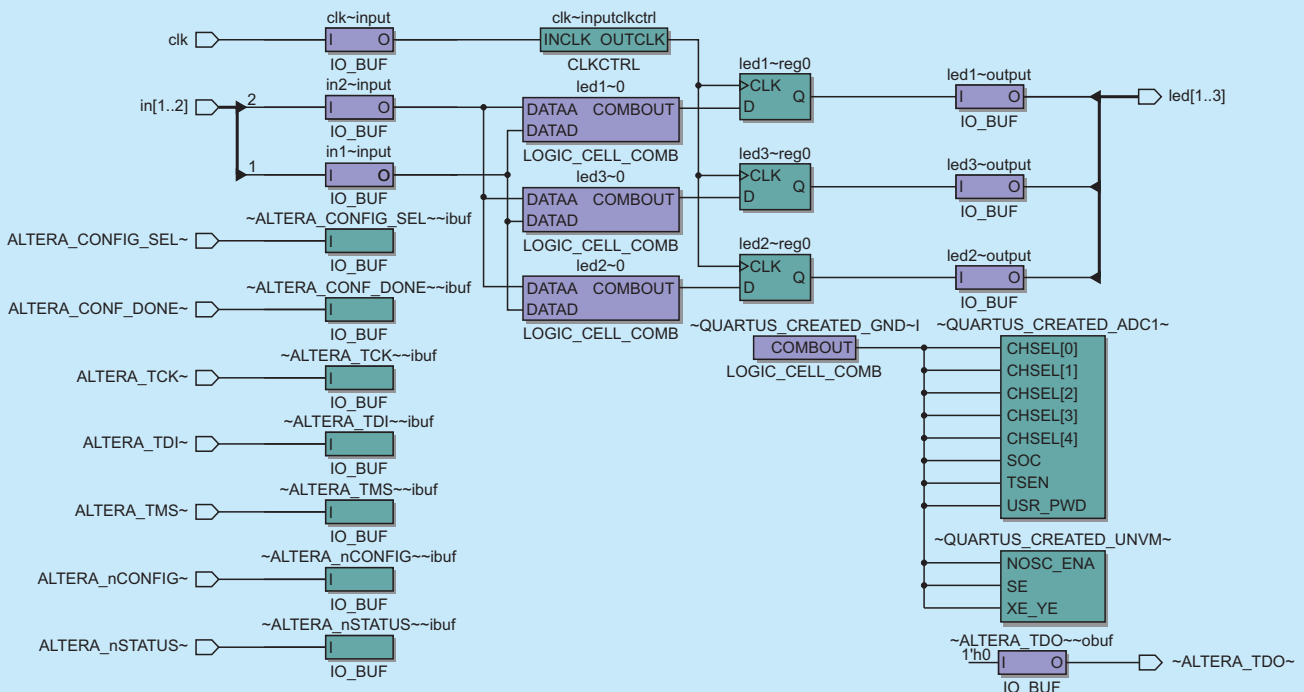 clk~input
clk
I O
IO_BUF
clk~inputclkctrl
INCLK OUTCLK
CLKCTRL
in[1..2]
2
in2~input
I O
IO_BUF
1
in1~input
I O
IO_BUF
led1~0
DATAA COMBOUT
DATAD
LOGIC_CELL_COMB
led3~0
DATAA COMBOUT
DATAD
LOGIC_CELL_COMB
led2~0
DATAA COMBOUT
DATAD
LOGIC_CELL_COMB
led1~reg0
CLK
Q
D
led3~reg0
CLK
Q
D
led2~reg0
CLK
Q
D
led1~output
I O
IO_BUF
led3~output
I O
IO_BUF
led2~output
I O
IO_BUF
led[1..3]
~ALTERA_CONFIG_SEL~~ibuf
ALTERA_CONFIG_SEL~
I
IO_BUF
~ALTERA_CONF_DONE~~ibuf
ALTERA_CONF_DONE~
I
IO_BUF
~ALTERA_TCK~~ibuf
ALTERA_TCK~
I
IO_BUF
~ALTERA_TDI~~ibuf
ALTERA_TDI~
I
IO_BUF
~ALTERA_TMS~~ibuf
ALTERA_TMS~
I
IO_BUF
~ALTERA_nCONFIG~~ibuf
ALTERA_nCONFIG~
I
IO_BUF
~ALTERA_nSTATUS~~ibuf
ALTERA_nSTATUS~
I
IO_BUF
~QUARTUS_CREATED_GND~I
COMBOUT
LOGIC_CELL_COMB
~QUARTUS_CREATED_ADC1~
CHSEL[0]
CHSEL[1]
CHSEL[2]
CHSEL[3]
CHSEL[4]
SOC
TSEN
USR_PWD
~QUARTUS_CREATED_UNVM~
NOSC_ENA
SE
XE_YE
~ALTERA_TDO~~obuf
1'h0
I O
IO_BUF
~ALTERA_TDO~